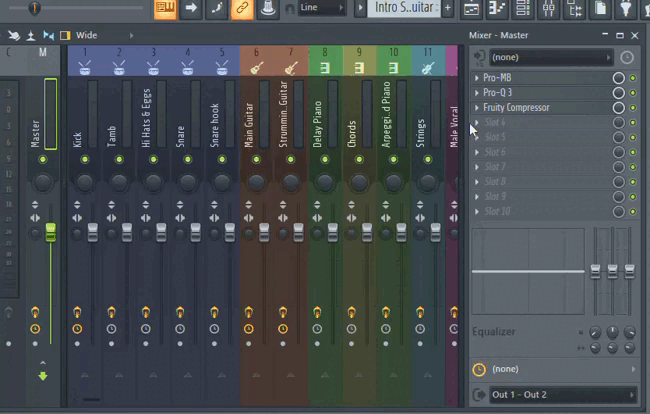 Line
Intro S..uitar
Wide
Mixer - Master
C
M
1
2
3
4
5
6
7
8
9
10
11
(none)
Master
Kick
Tamb
Hi Hats & Eggs
Snare
Snare hook
Main Guitar
Strummin..Guitar
Delay Piano
Chords
Arpeggi..d Piano
Strings
Male Vocal
Pro-MB
Pro-Q 3
Fruity Compressor
Slot 4
Slot 5
Slot 6
Slot 7
Slot 8
Slot 9
Slot 10
Equalizer
(none)
Out 1 - Out 2